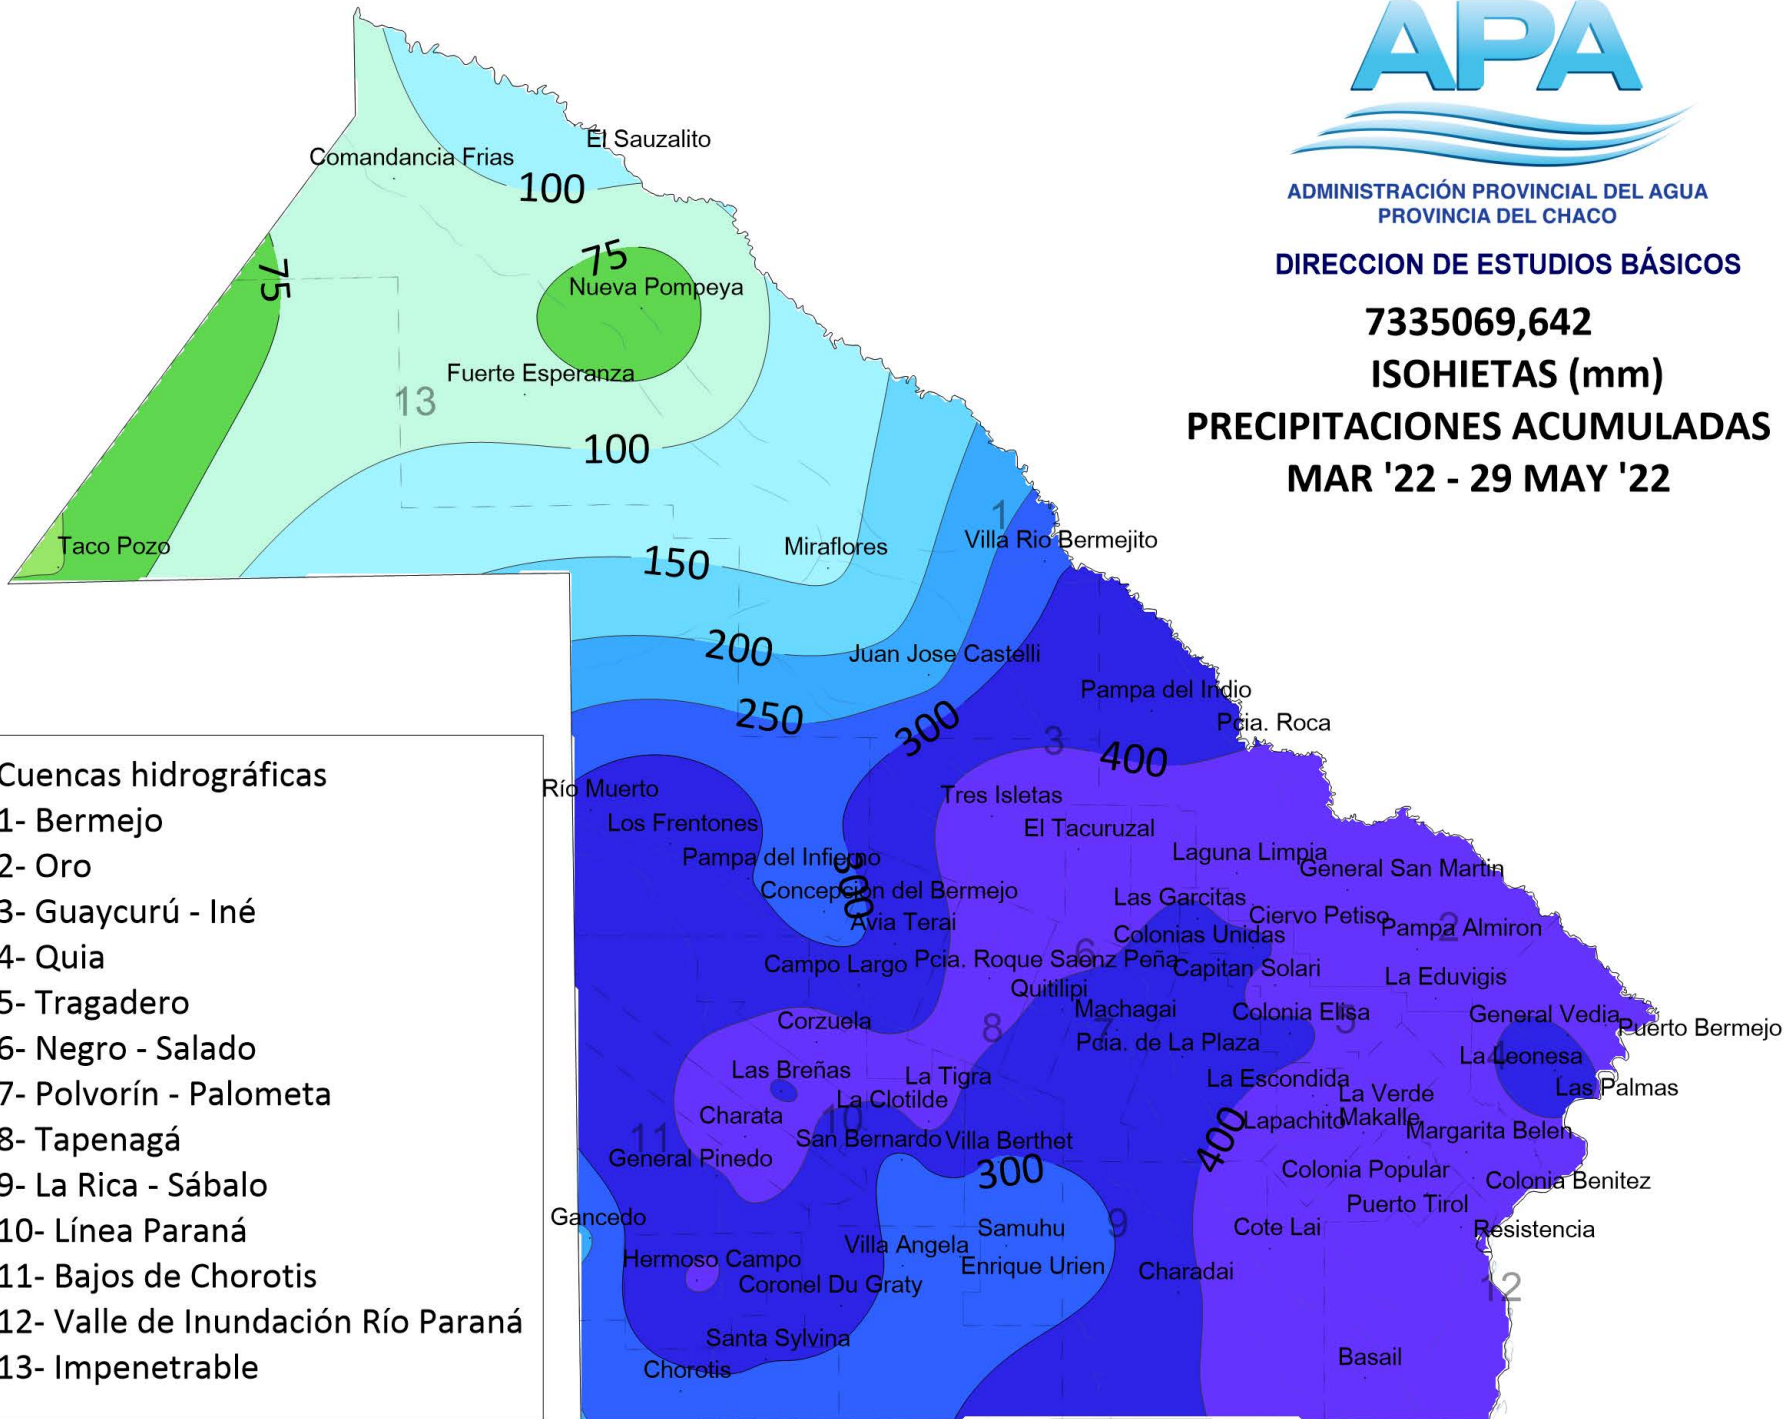 APA
ADMINISTRACIÓN PROVINCIAL DEL AGUA
PROVINCIA DEL CHACO
DIRECCION DE ESTUDIOS BÁSICOS
7335069,642
ISOHIETAS (mm)
PRECIPITACIONES ACUMULADAS
MAR '22 - 29 MAY '22
El Sauzalito
Comandancia Frias
100
75
75
Nueva Pompeya
Fuerte Esperanza
13
100
1
Taco Pozo
150
Miraflores
Villa Rio Bermejito
200
Juan Jose Castelli
250
300
Pampa del Indio
Pcia. Roca
3
400
Río Muerto
Tres Isletas
Los Frentones
El Tacuruzal
Pampa del Infierno
300
Laguna Limpia
General San Martin
Concepción del Bermejo
Las Garcitas
Avia Terai
Ciervo Petiso
Pampa Almiron
2
Colonias Unidas
6
Campo Largo
Pcia. Roque Saenz Peña
Capitan Solari
La Eduvigis
Quitilipi
Machagai
Colonia Elisa
5
General Vedia
Puerto Bermejo
Corzuela
8
7
Pcia. de La Plaza
La Leonesa
4
Las Breñas
La Tigra
La Escondida
La Verde
Las Palmas
La Clotilde
Charata
10
Lapachito
Makalle
Margarita Belen
400
11
San Bernardo
Villa Berthet
General Pinedo
300
Colonia Popular
Colonia Benitez
Puerto Tirol
Gancedo
Samuhu
9
Cote Lai
Resistencia
Villa Angela
Hermoso Campo
Enrique Urien
Charadai
12
Coronel Du Graty
Santa Sylvina
Chorotis
Basail
Cuencas hidrográficas
1- Bermejo
2- Oro
3- Guaycurú - Iné
4- Quia
5- Tragadero
6- Negro - Salado
7- Polvorín - Palometa
8- Tapenagá
9- La Rica - Sábalo
10- Línea Paraná
11- Bajos de Chorotis
12- Valle de Inundación Río Paraná
13- Impenetrable